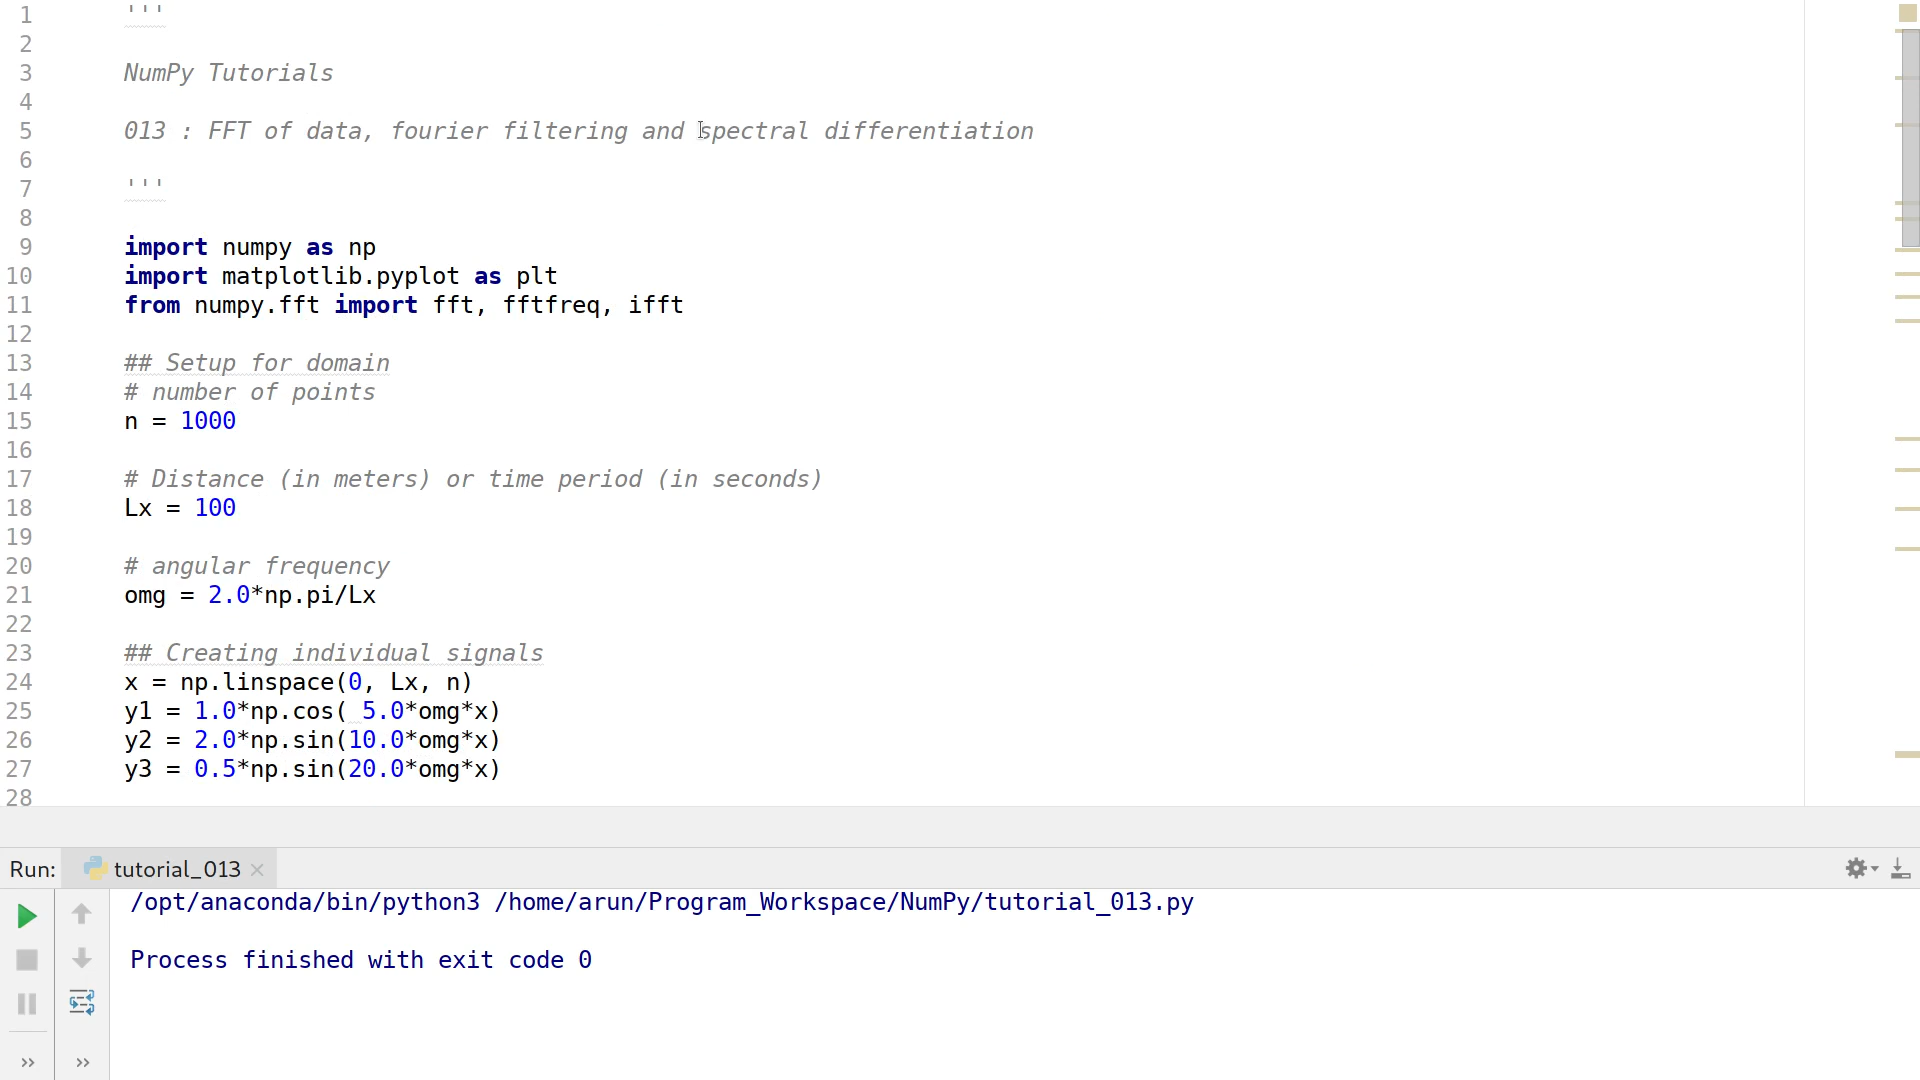 1 '''
2
3 NumPy Tutorials
4
5 013 : FFT of data, fourier filtering and spectral differentiation
6
7 '''
8
9 import numpy as np
10 import matplotlib.pyplot as plt
11 from numpy.fft import fft, fftfreq, ifft
12
13 ## Setup for domain
14 # number of points
15 n = 1000
16
17 # Distance (in meters) or time period (in seconds)
18 Lx = 100
19
20 # angular frequency
21 omg = 2.0*np.pi/Lx
22
23 ## Creating individual signals
24 x = np.linspace(0, Lx, n)
25 y1 = 1.0*np.cos( 5.0*omg*x)
26 y2 = 2.0*np.sin(10.0*omg*x)
27 y3 = 0.5*np.sin(20.0*omg*x)
28
Run: tutorial_013
/opt/anaconda/bin/python3 /home/arun/Program_Workspace/NumPy/tutorial_013.py
Process finished with exit code 0